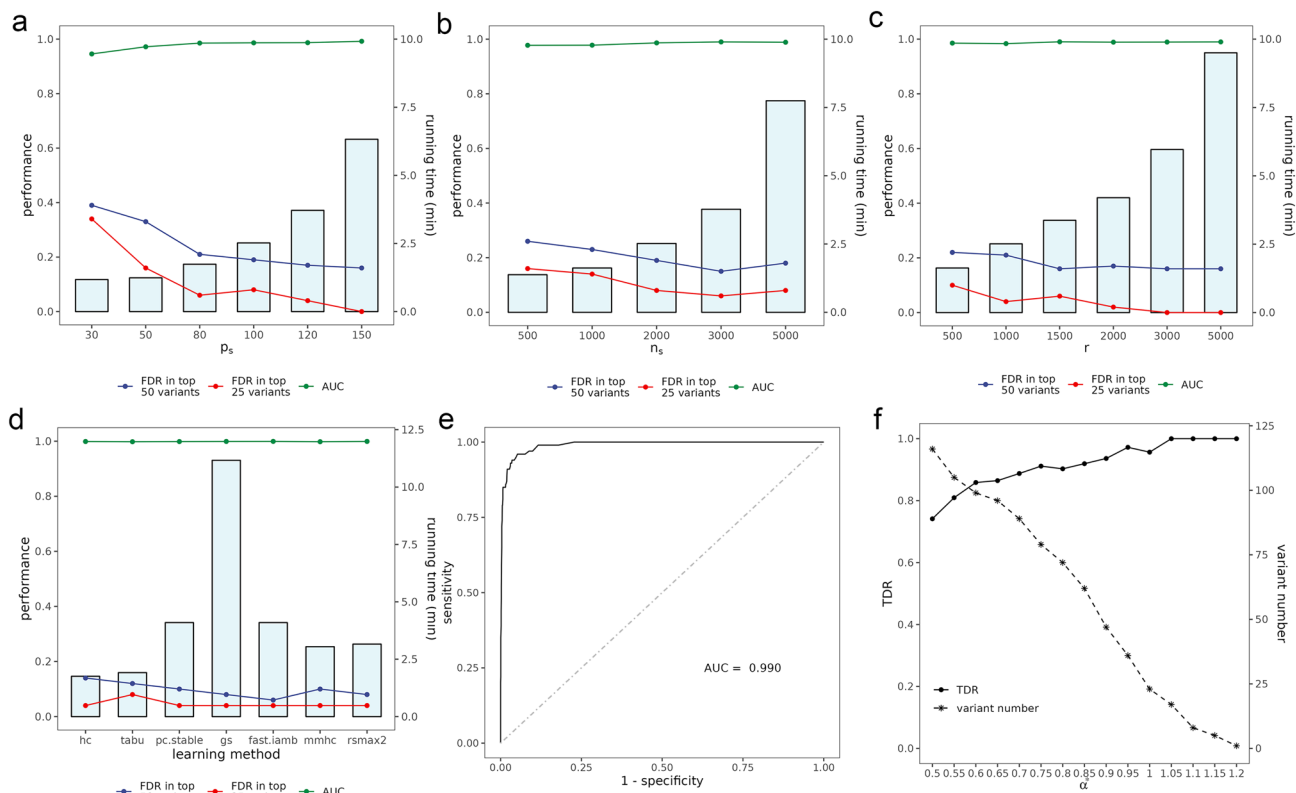 a
1.0
0.8
0.6
0.4
0.2
0.0
performance
10.0
7.5
5.0
2.5
0.0
running time (min)
30 50 80 100 120 150
ps
FDR in top
50 variants
FDR in top
25 variants
AUC
b
1.0
0.8
0.6
0.4
0.2
0.0
performance
10.0
7.5
5.0
2.5
0.0
running time (min)
500 1000 2000 3000 5000
ns
FDR in top
50 variants
FDR in top
25 variants
AUC
c
1.0
0.8
0.6
0.4
0.2
0.0
performance
10.0
7.5
5.0
2.5
0.0
running time (min)
500 1000 1500 2000 3000 5000
r
FDR in top
50 variants
FDR in top
25 variants
AUC
d
1.0
0.8
0.6
0.4
0.2
0.0
performance
12.5
10.0
7.5
5.0
2.5
0.0
running time (min)
hc tabu pc.stable gs fast.iamb mmhc rsmax2
learning method
FDR in top
FDR in top
AUC
e
1.00
0.75
0.50
0.25
0.00
sensitivity
AUC = 0.990
0.00 0.25 0.50 0.75 1.00
1 - specificity
f
1.0
0.8
0.6
0.4
0.2
0.0
TDR
125
100
75
50
25
0
variant number
TDR
variant number
0.5 0.55 0.6 0.65 0.7 0.75 0.8 0.85 0.9 0.95 1 1.05 1.1 1.15 1.2
α*